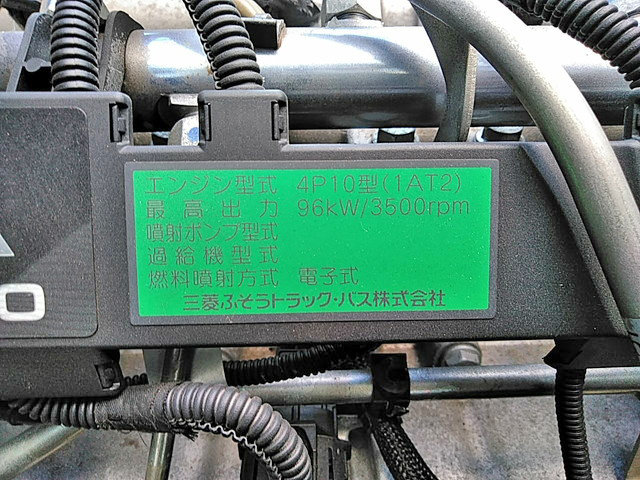 エンジン型式 4P10型(1AT2)
最高出力 96kW/3500rpm
噴射ポンプ型式
過給機型式
燃料噴射方式 電子式
三菱ふそうトラック・バス株式会社